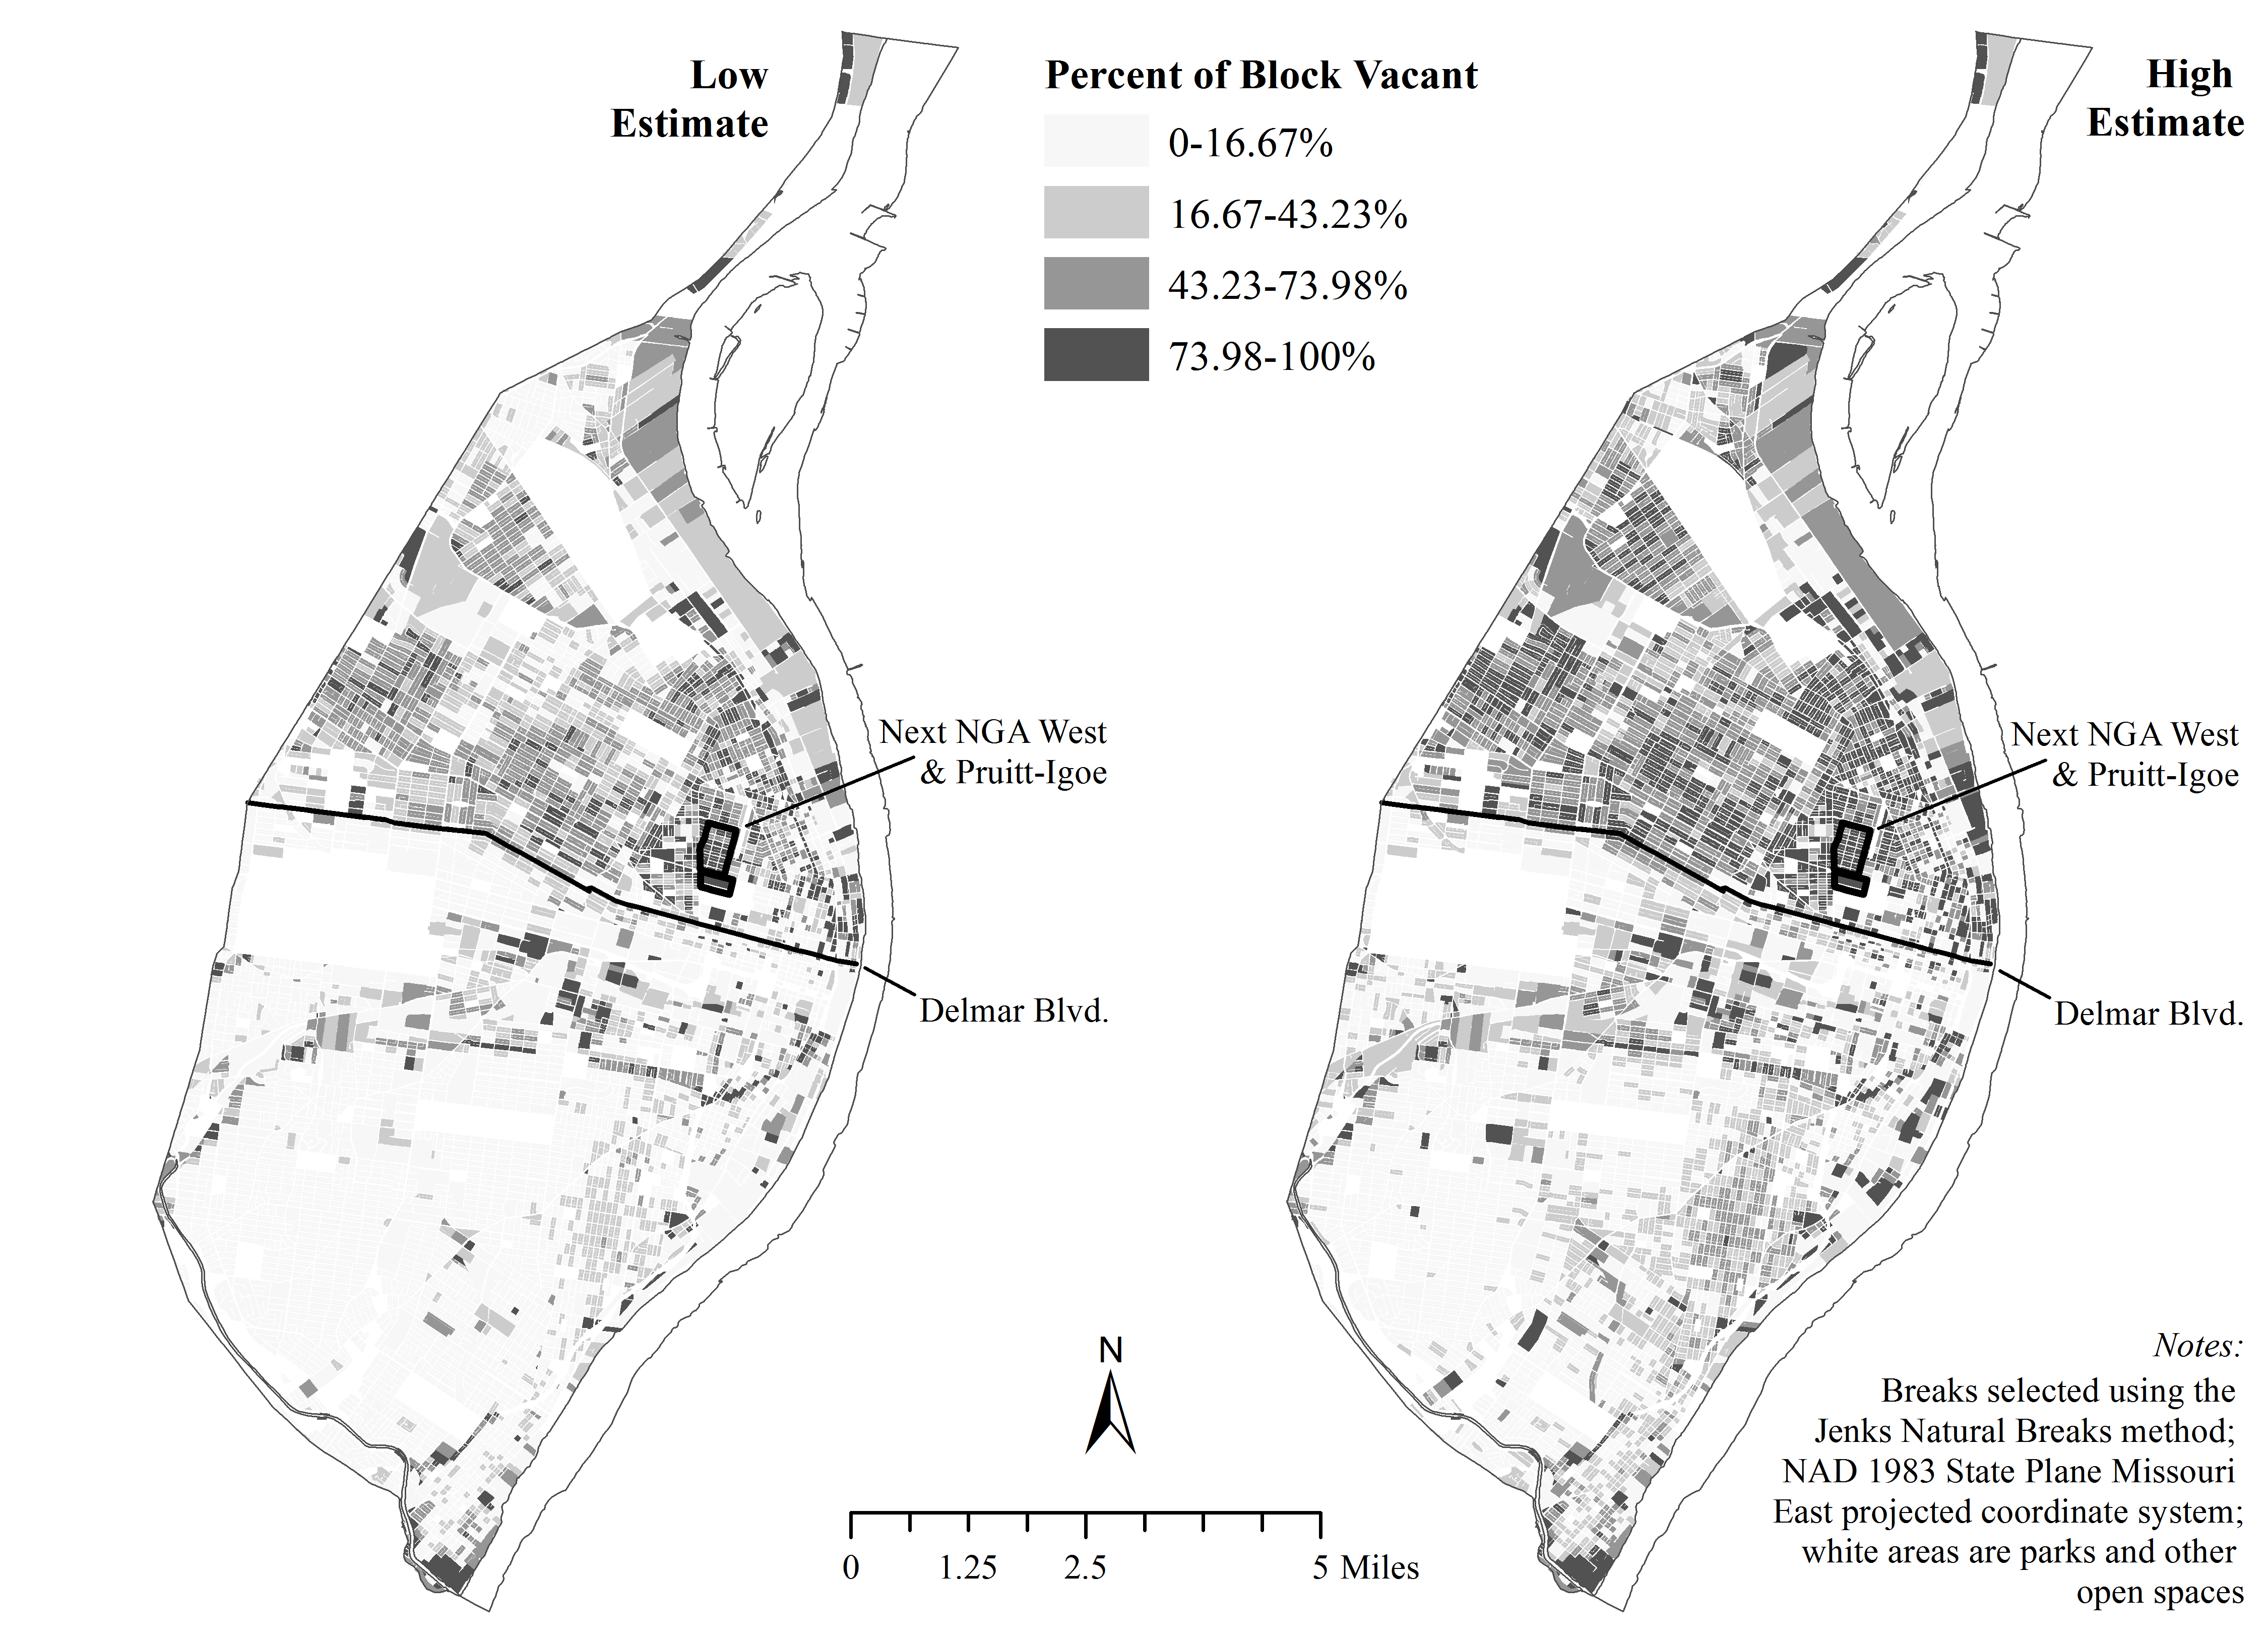 Low
Estimate
Percent of Block Vacant
0-16.67%
16.67-43.23%
43.23-73.98%
73.98-100%
High
Estimate
Next NGA West
& Pruitt-Igoe
Delmar Blvd.
Next NGA West
& Pruitt-Igoe
Delmar Blvd.
N
0 1.25 2.5 5 Miles
Notes:
Breaks selected using the
Jenks Natural Breaks method;
NAD 1983 State Plane Missouri
East projected coordinate system;
white areas are parks and other
open spaces